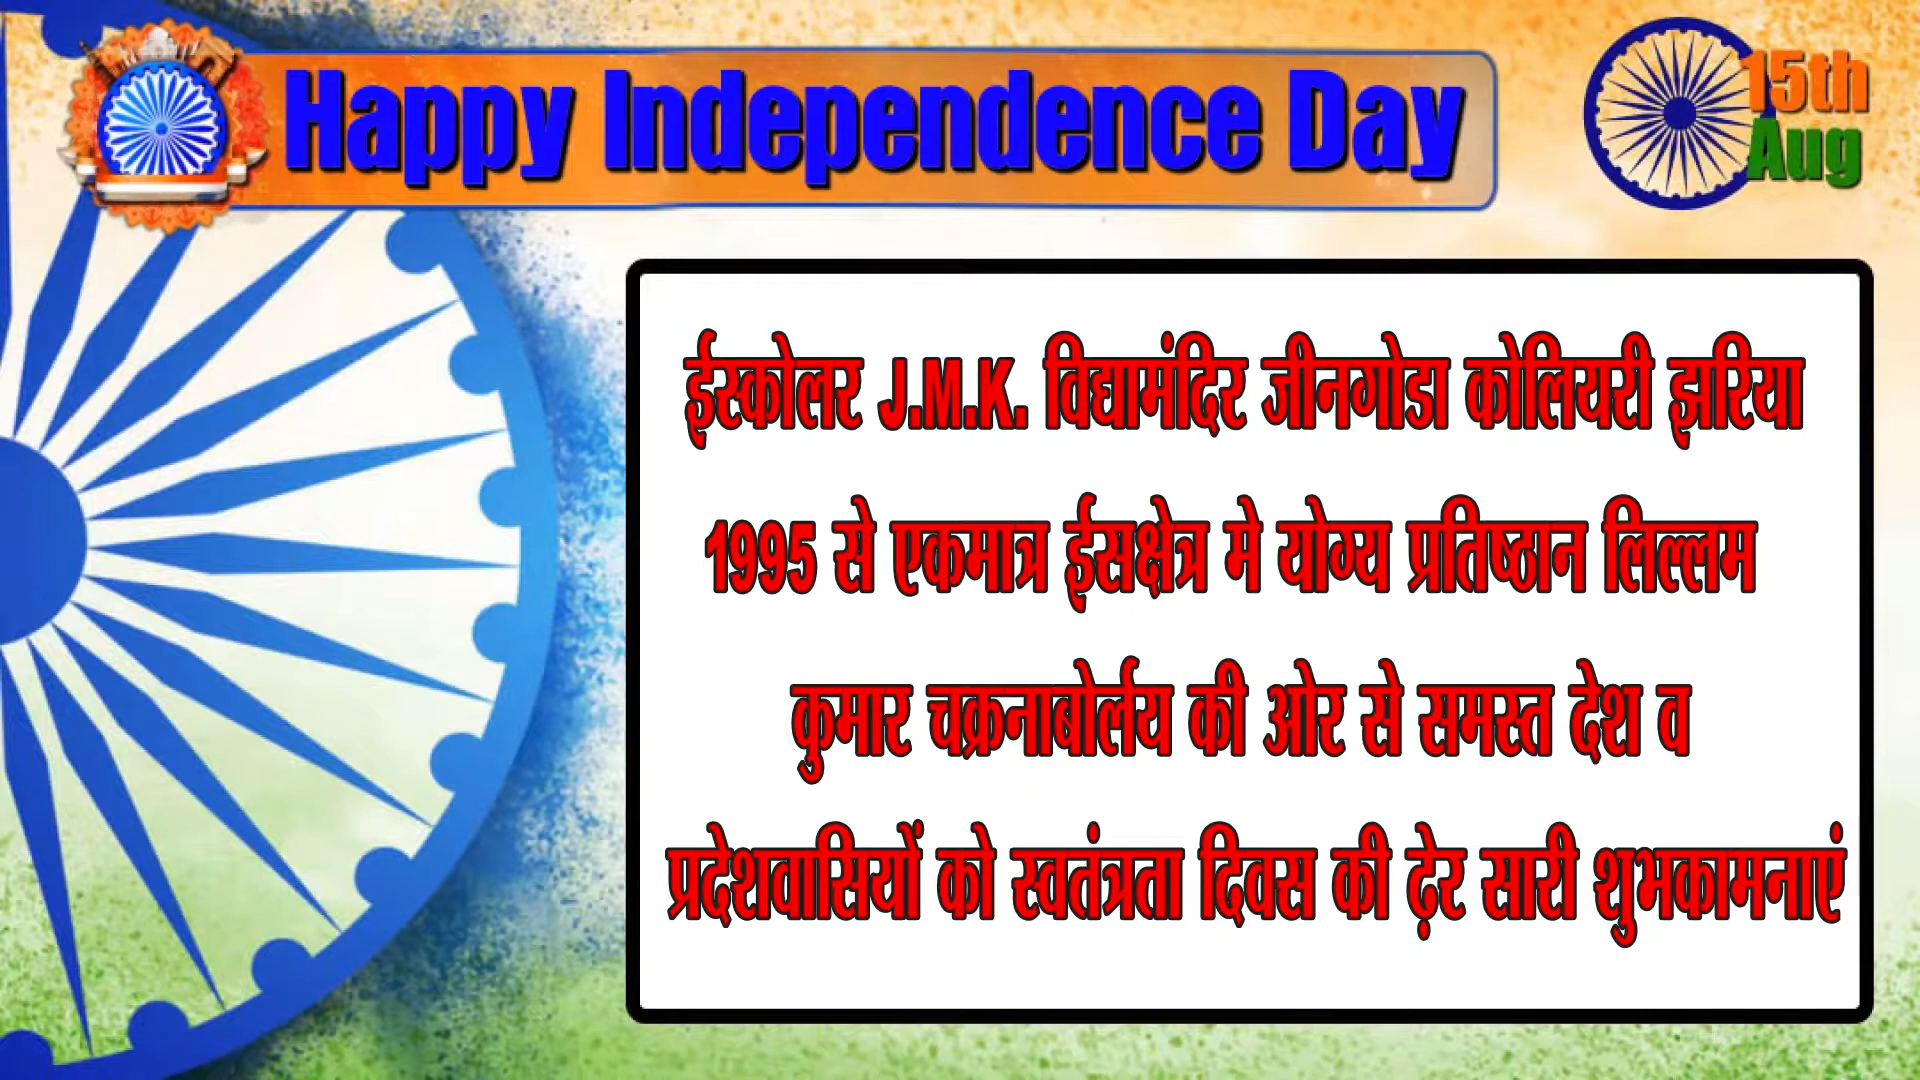 Happy Independence Day
15th
Aug
ईस्कोलर J.M.K. विद्यामंदिर जीनगोडा कोलियरी झरिया
1995 से एकमात्र ईसक्षेत्र मे योग्य प्रतिष्ठान लिल्लम
कुमार चक्रनाबोर्लय की ओर से समस्त देश व
प्रदेशवासियों को स्वतंत्रता दिवस की ढ़ेर सारी शुभकामनाएं